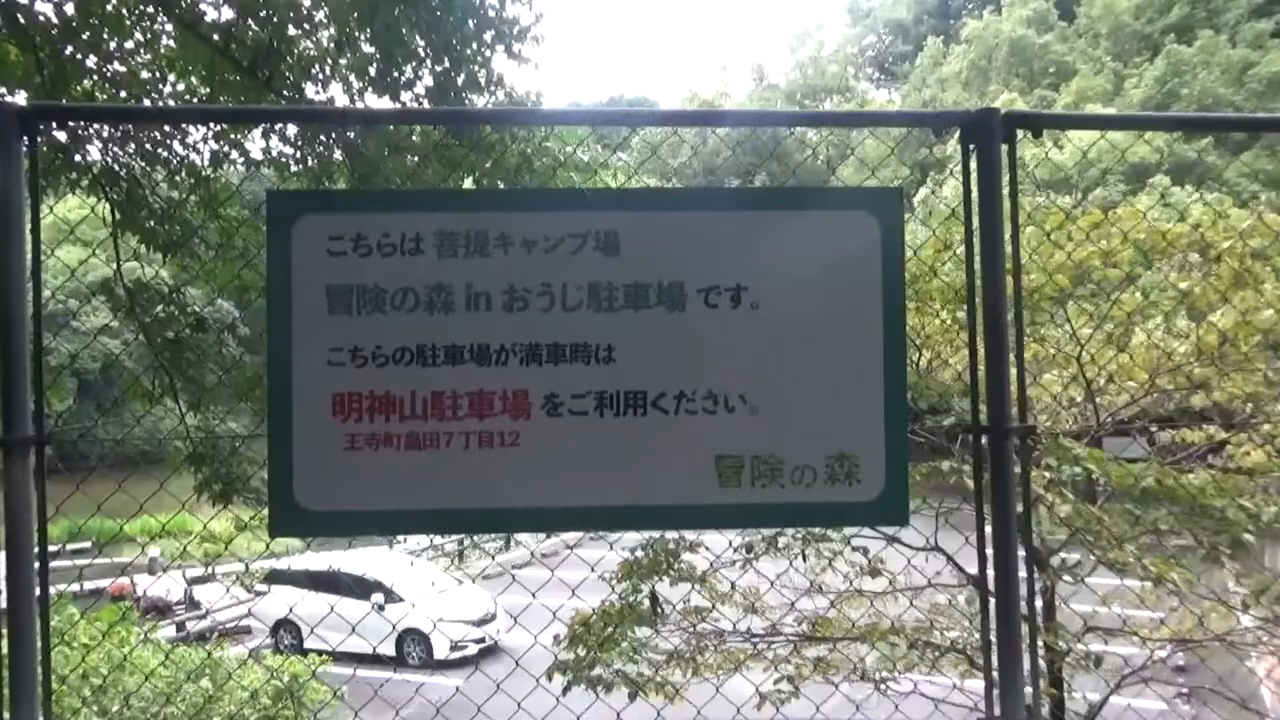 こちらは 菩提キャンプ場
冒険の森 in おうじ駐車場 です。
こちらの駐車場が満車時は
明神山駐車場 をご利用ください。
王寺町畠田7丁目12
冒険の森